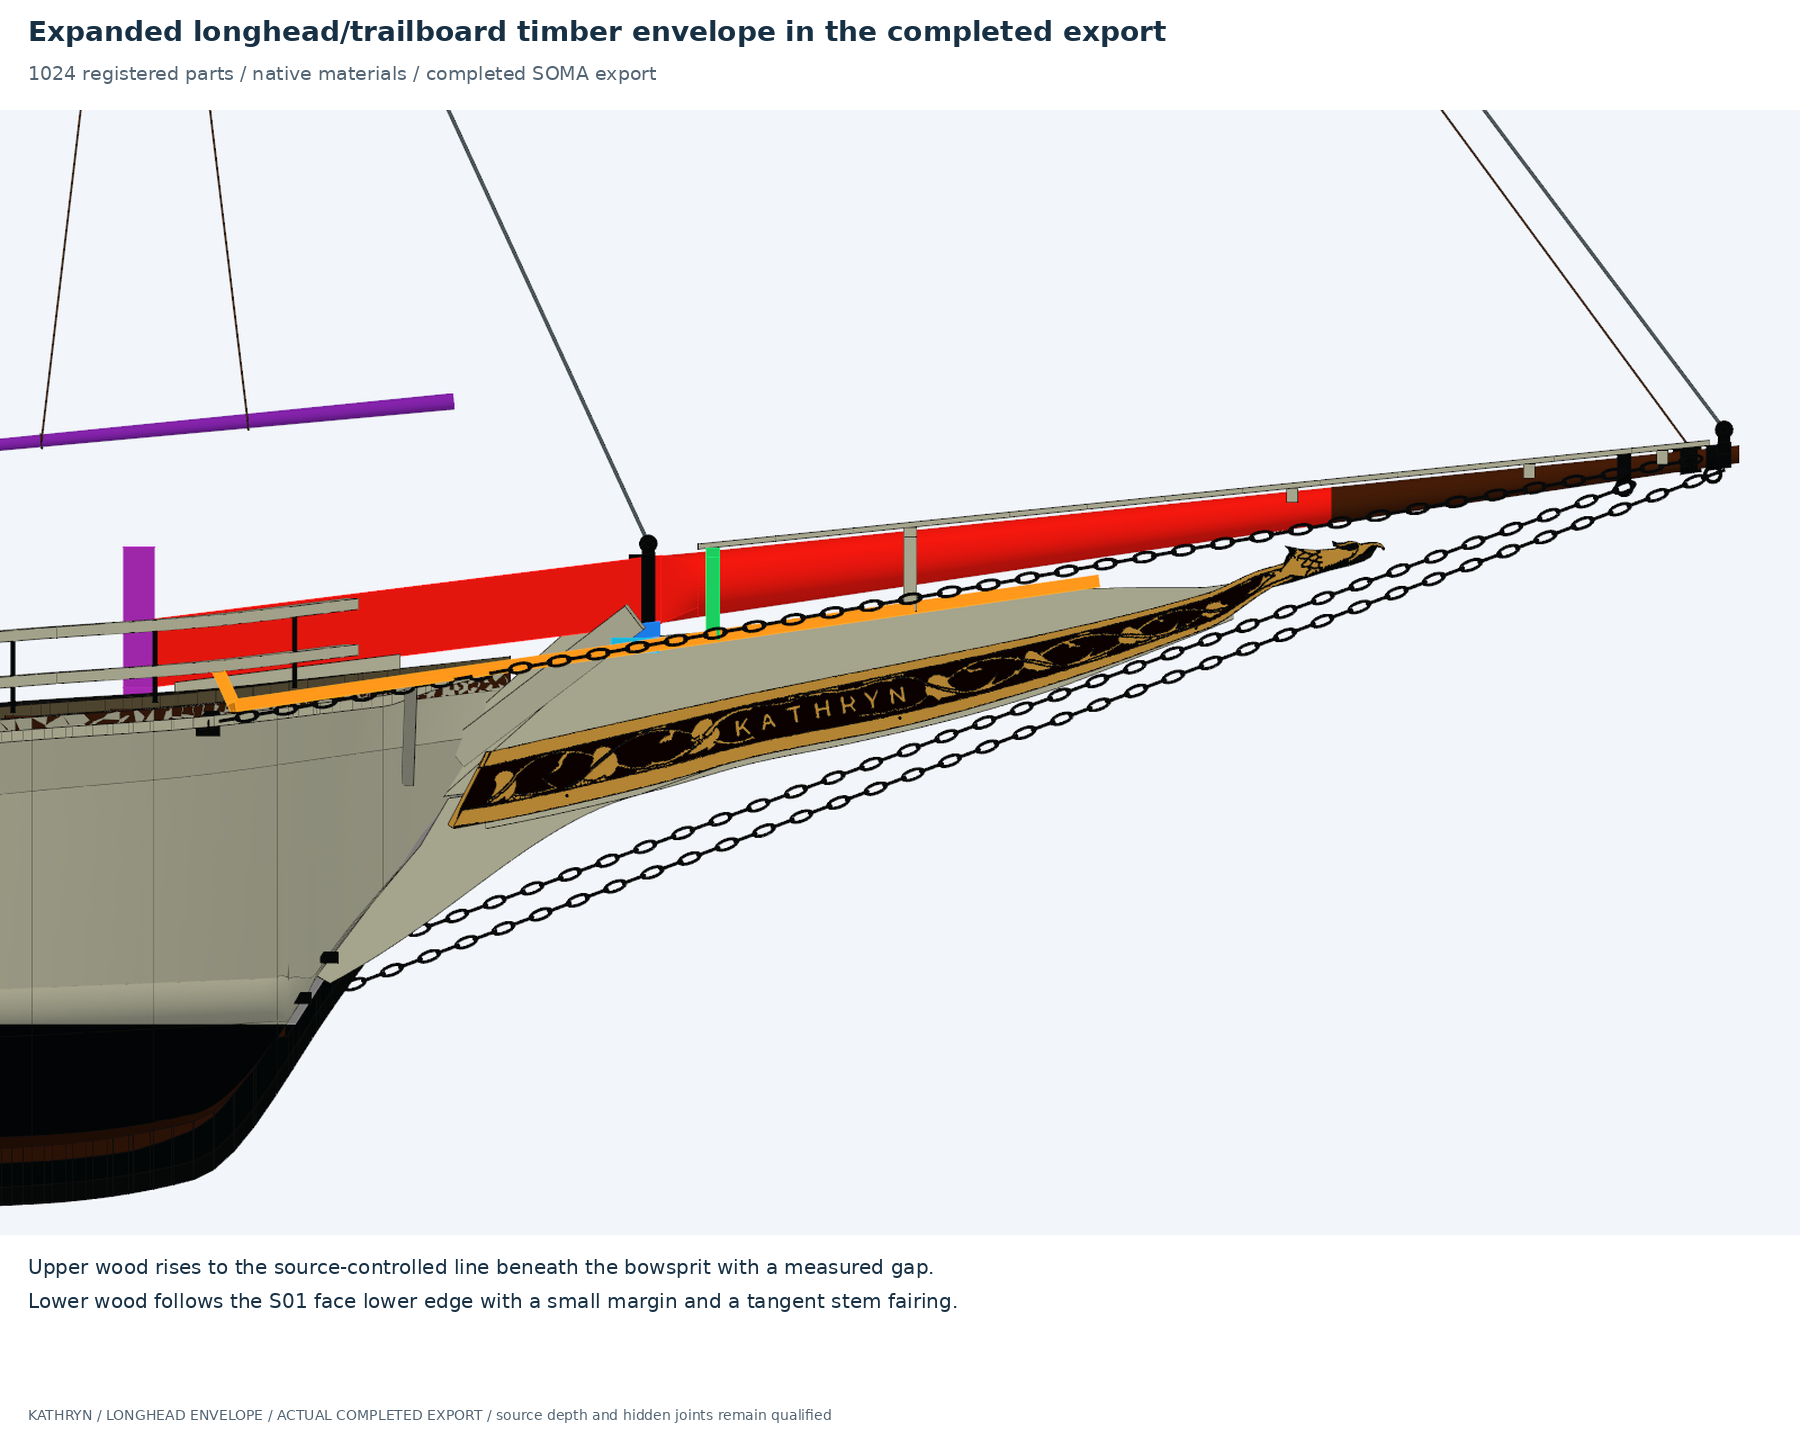 Expanded longhead/trailboard timber envelope in the completed export
1024 registered parts / native materials / completed SOMA export
KATHRYN
Upper wood rises to the source-controlled line beneath the bowsprit with a measured gap.
Lower wood follows the S01 face lower edge with a small margin and a tangent stem fairing.
KATHRYN / LONGHEAD ENVELOPE / ACTUAL COMPLETED EXPORT / source depth and hidden joints remain qualified